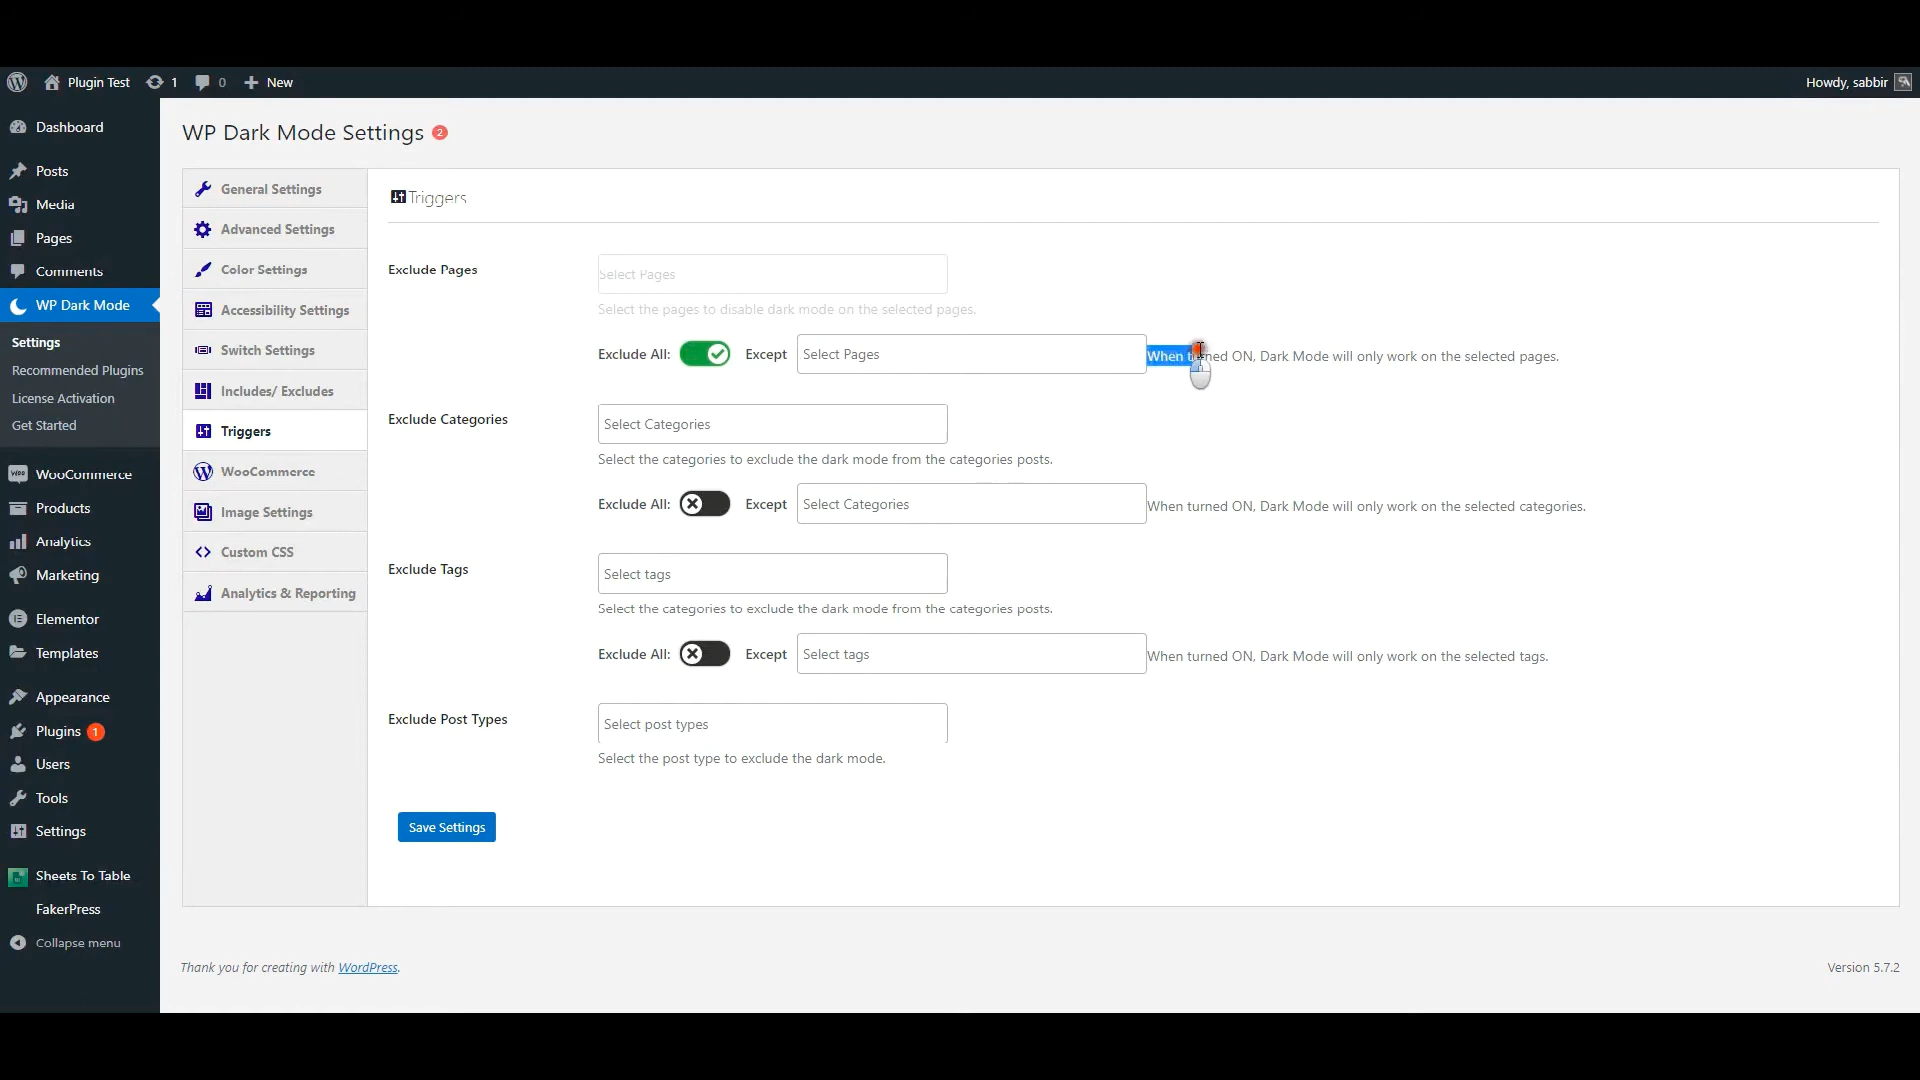 Plugin Test 1 0 New Howdy, sabbir
Dashboard
Posts
Media
Pages
Comments
WP Dark Mode
Settings
Recommended Plugins
License Activation
Get Started
WooCommerce
Products
Analytics
Marketing
Elementor
Templates
Appearance
Plugins 1
Users
Tools
Settings
Sheets To Table
FakerPress
Collapse menu
WP Dark Mode Settings 2
General Settings
Advanced Settings
Color Settings
Accessibility Settings
Switch Settings
Includes/ Excludes
Triggers
WooCommerce
Image Settings
Custom CSS
Analytics & Reporting
Triggers
Exclude Pages Select Pages
Select the pages to disable dark mode on the selected pages.
Exclude All: Except Select Pages When turned ON, Dark Mode will only work on the selected pages.
Exclude Categories Select Categories
Select the categories to exclude the dark mode from the categories posts.
Exclude All: Except Select Categories When turned ON, Dark Mode will only work on the selected categories.
Exclude Tags Select tags
Select the categories to exclude the dark mode from the categories posts.
Exclude All: Except Select tags When turned ON, Dark Mode will only work on the selected tags.
Exclude Post Types Select post types
Select the post type to exclude the dark mode.
Save Settings
Thank you for creating with WordPress. Version 5.7.2